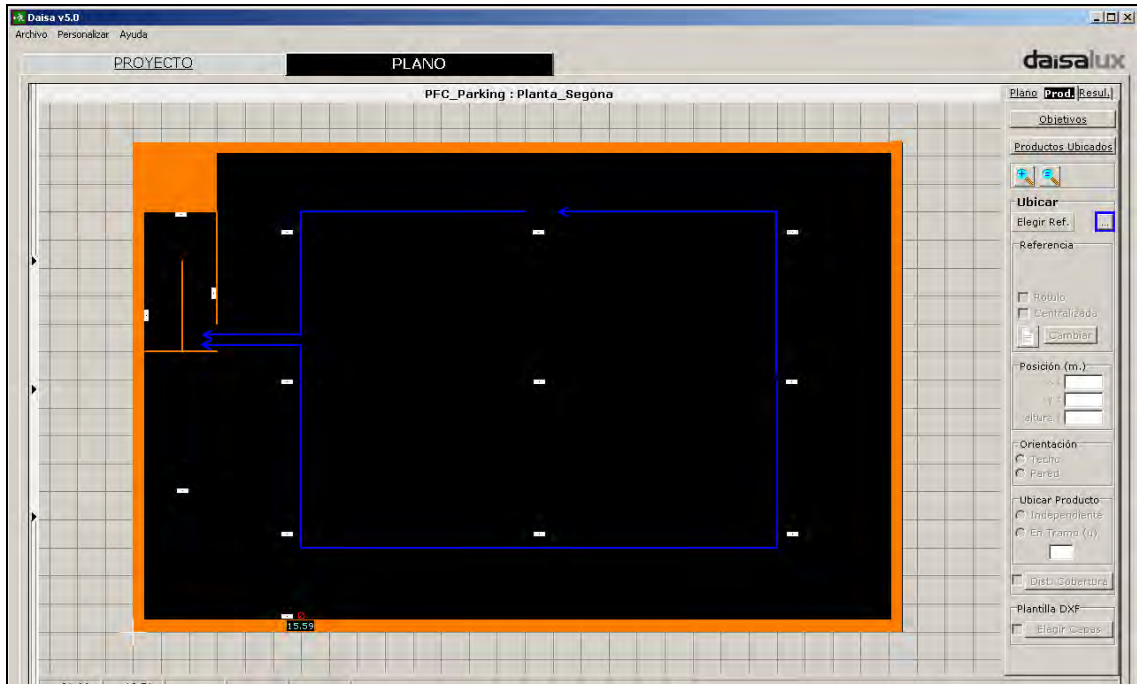 Daisa v5.0
Archivo Personalizar Ayuda
PROYECTO
PLANO
daisalux
PFC_Parking : Planta_Segona
Plano Prod. Resul.
Objetivos
Productos Ubicados
Ubicar
Elegir Ref. ...
Referencia
Rótulo
Centralizada
Cambiar
Posición (m.)
x :
y :
altura :
Orientación
Techo
Pared
Ubicar Producto
Independiente
En Tramo (u)
Dist. Cobertura
Plantilla DXF
Elegir Capas
15.59